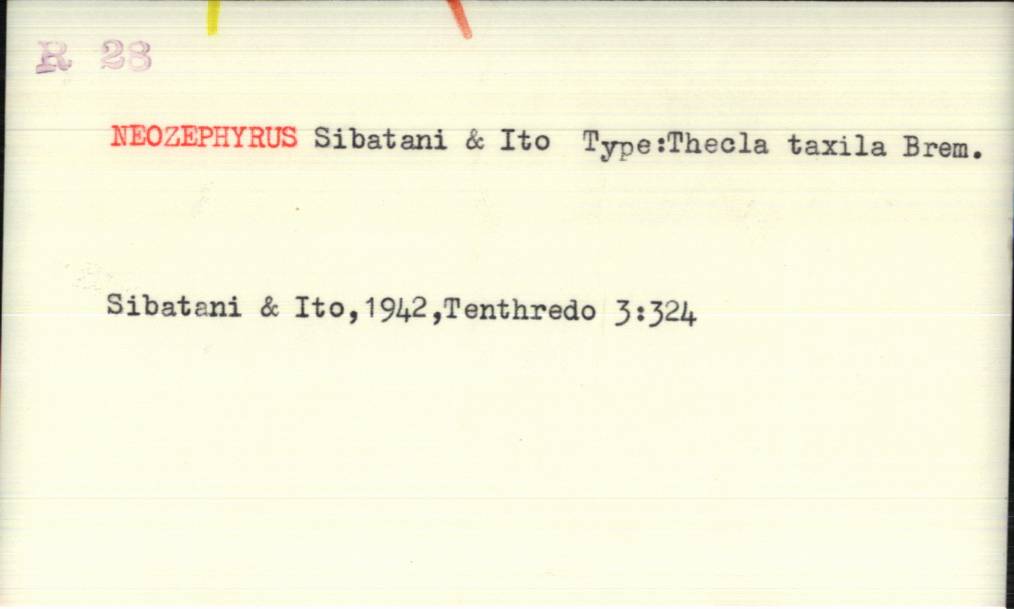 R 28
NEOZEPHYRUS Sibatani & Ito Type:Thecla taxila Brem.
Sibatani & Ito,1942,Tenthredo 3:324